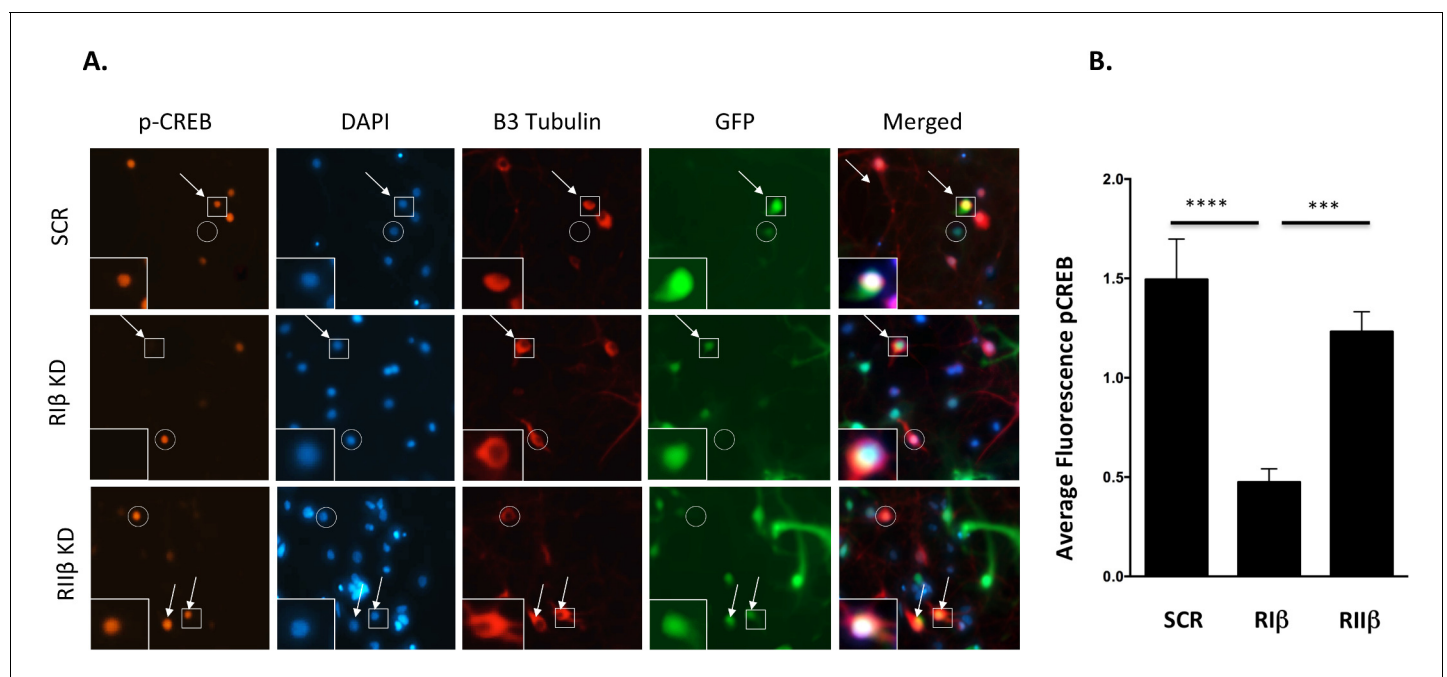 A.
B.
p-CREB DAPI B3 Tubulin GFP Merged
SCR
RIβ KD
RIIβ KD
Average Fluorescence pCREB
2.0
1.5
1.0
0.5
0.0
**** ***
SCR RIβ RIIβ